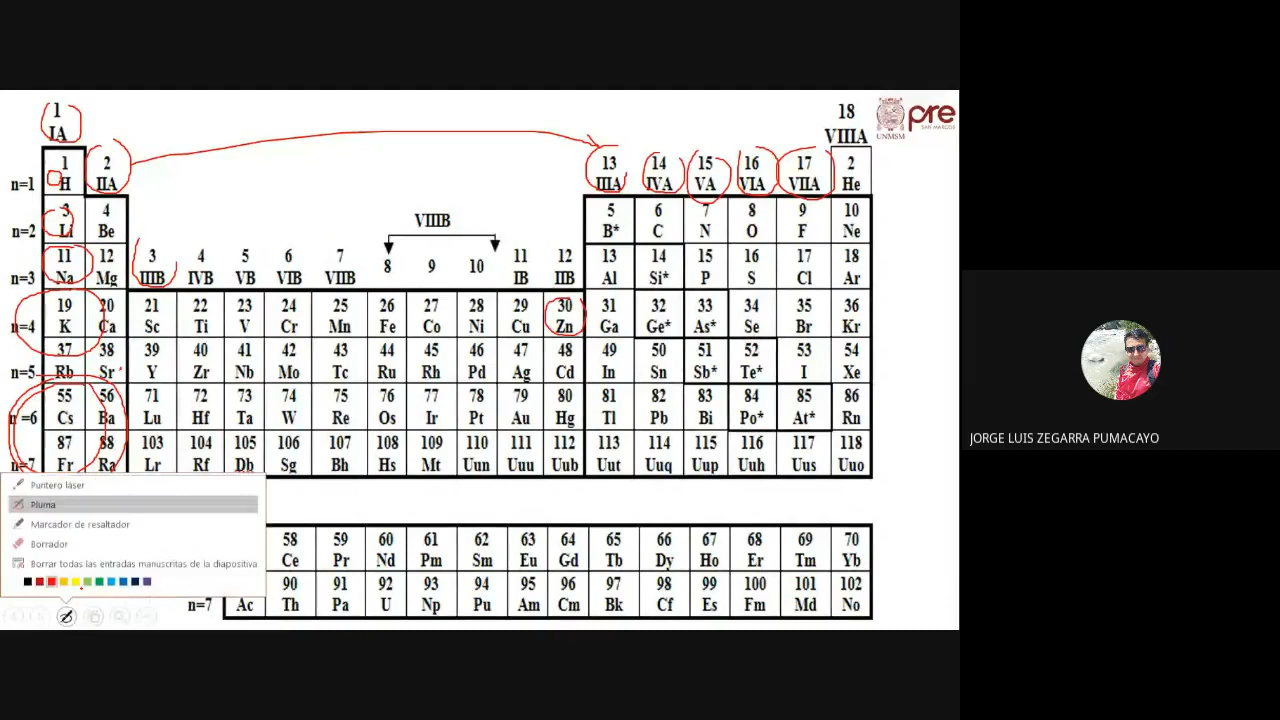 1 18
IA VIIIA
pre
SAN MARCOS
UNMSM
1 2 13 14 15 16 17 2
n=1 H IIA IIIA IVA VA VIA VIIA He
3 4 VIIIB 5 6 7 8 9 10
n=2 Li Be B* C N O F Ne
11 12 3 4 5 6 7 8 9 10 11 12 13 14 15 16 17 18
n=3 Na Mg IIIB IVB VB VIB VIIB IB IIB Al Si* P S Cl Ar
19 20 21 22 23 24 25 26 27 28 29 30 31 32 33 34 35 36
n=4 K Ca Sc Ti V Cr Mn Fe Co Ni Cu Zn Ga Ge* As* Se Br Kr
37 38 39 40 41 42 43 44 45 46 47 48 49 50 51 52 53 54
n=5 Rb Sr Y Zr Nb Mo Tc Ru Rh Pd Ag Cd In Sn Sb* Te* I Xe
55 56 71 72 73 74 75 76 77 78 79 80 81 82 83 84 85 86
n=6 Cs Ba Lu Hf Ta W Re Os Ir Pt Au Hg Tl Pb Bi Po* At* Rn
87 88 103 104 105 106 107 108 109 110 111 112 113 114 115 116 117 118
n=7 Fr Ra Lr Rf Db Sg Bh Hs Mt Uun Uuu Uub Uut Uuq Uup Uuh Uus Uuo
JORGE LUIS ZEGARRA PUMACAYO
Puntero láser
Pluma
Marcador de resaltador
Borrador
Borrar todas las entradas manuscritas de la diapositiva
58 59 60 61 62 63 64 65 66 67 68 69 70
Ce Pr Nd Pm Sm Eu Gd Tb Dy Ho Er Tm Yb
90 91 92 93 94 95 96 97 98 99 100 101 102
n=7 Ac Th Pa U Np Pu Am Cm Bk Cf Es Fm Md No